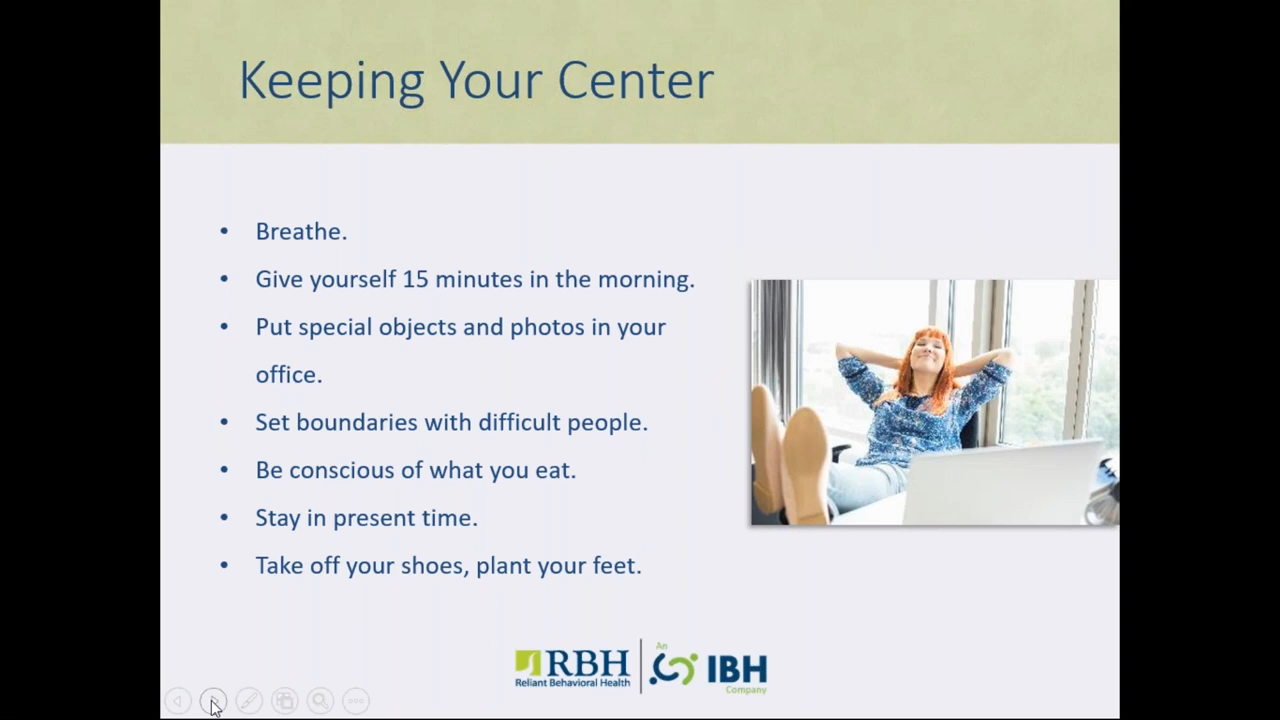 Keeping Your Center
• Breathe.
• Give yourself 15 minutes in the morning.
• Put special objects and photos in your
office.
• Set boundaries with difficult people.
• Be conscious of what you eat.
• Stay in present time.
• Take off your shoes, plant your feet.
RBH
Reliant Behavioral Health
An
IBH
Company